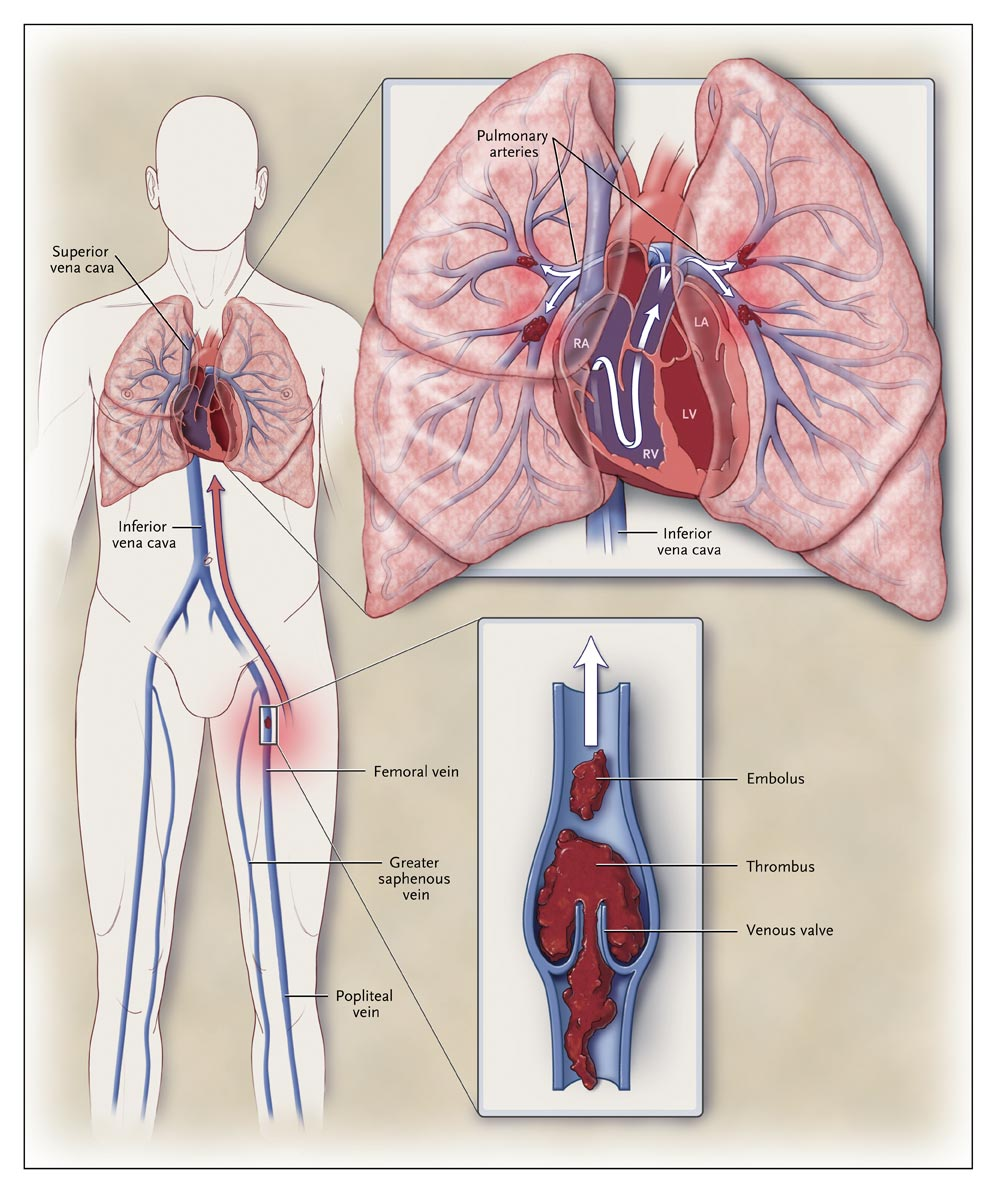 Pulmonary
arteries
Superior
vena cava
RA
LA
LV
RV
Inferior
vena cava
Inferior
vena cava
Femoral vein
Greater
saphenous
vein
Popliteal
vein
Embolus
Thrombus
Venous valve